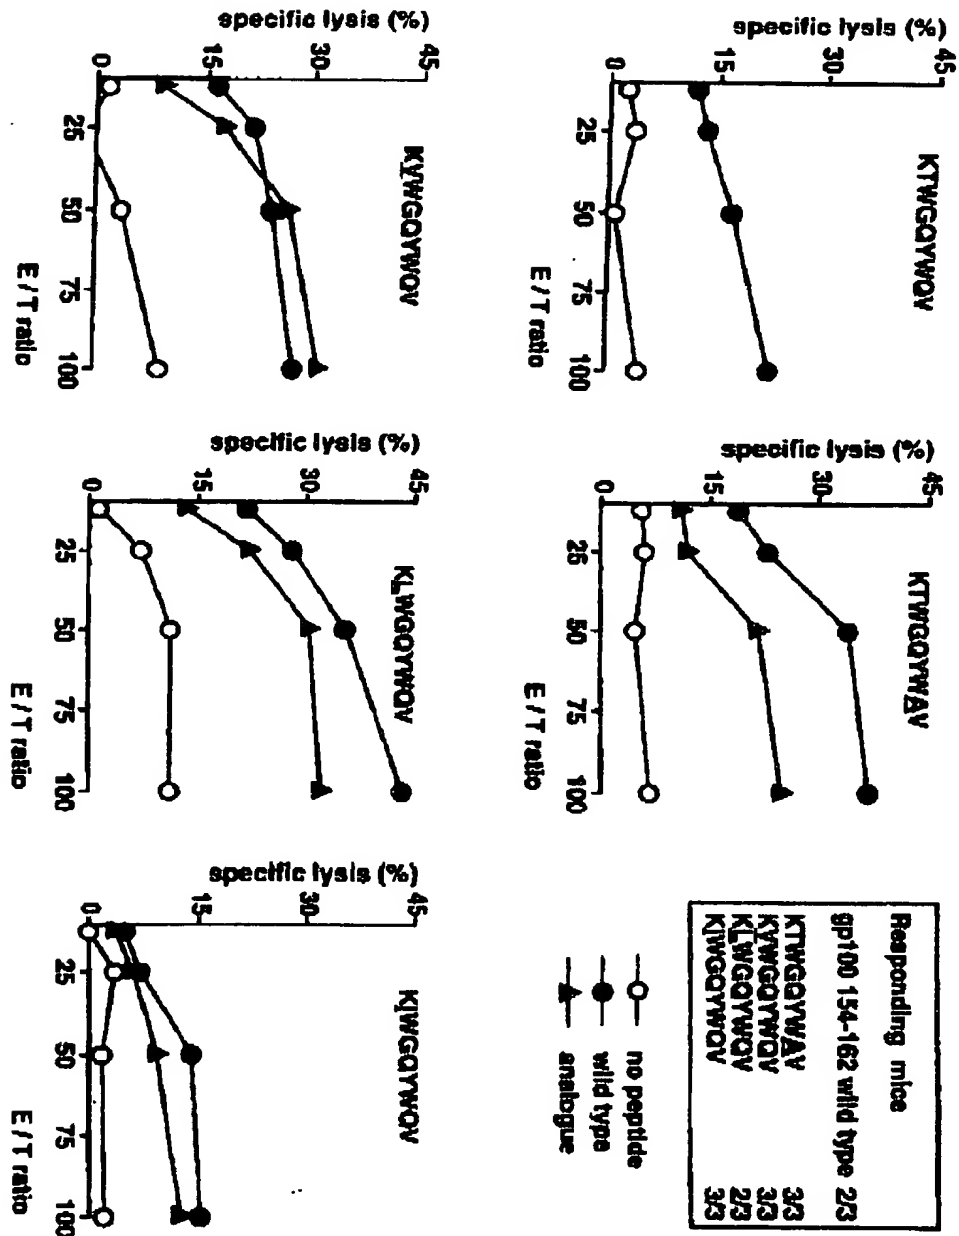 KTWGQYWQV
specific lysis (%)
45
30
15
0
25 50 75 100
E / T ratio
KTWGQYWAV
specific lysis (%)
45
30
15
0
25 50 75 100
E / T ratio
Responding mice
gp100 154-162 wild type 2/3
KTWGQYWAV 3/3
KVWGQYWQV 3/3
KLWGQYWQV 2/3
KIWGQYWQV 3/3
no peptide
wild type
analogue
KVWGQYWQV
specific lysis (%)
45
30
15
0
25 50 75 100
E / T ratio
KLWGQYWQV
specific lysis (%)
45
30
15
0
25 50 75 100
E / T ratio
KIWGQYWQV
specific lysis (%)
45
30
15
0
25 50 75 100
E / T ratio